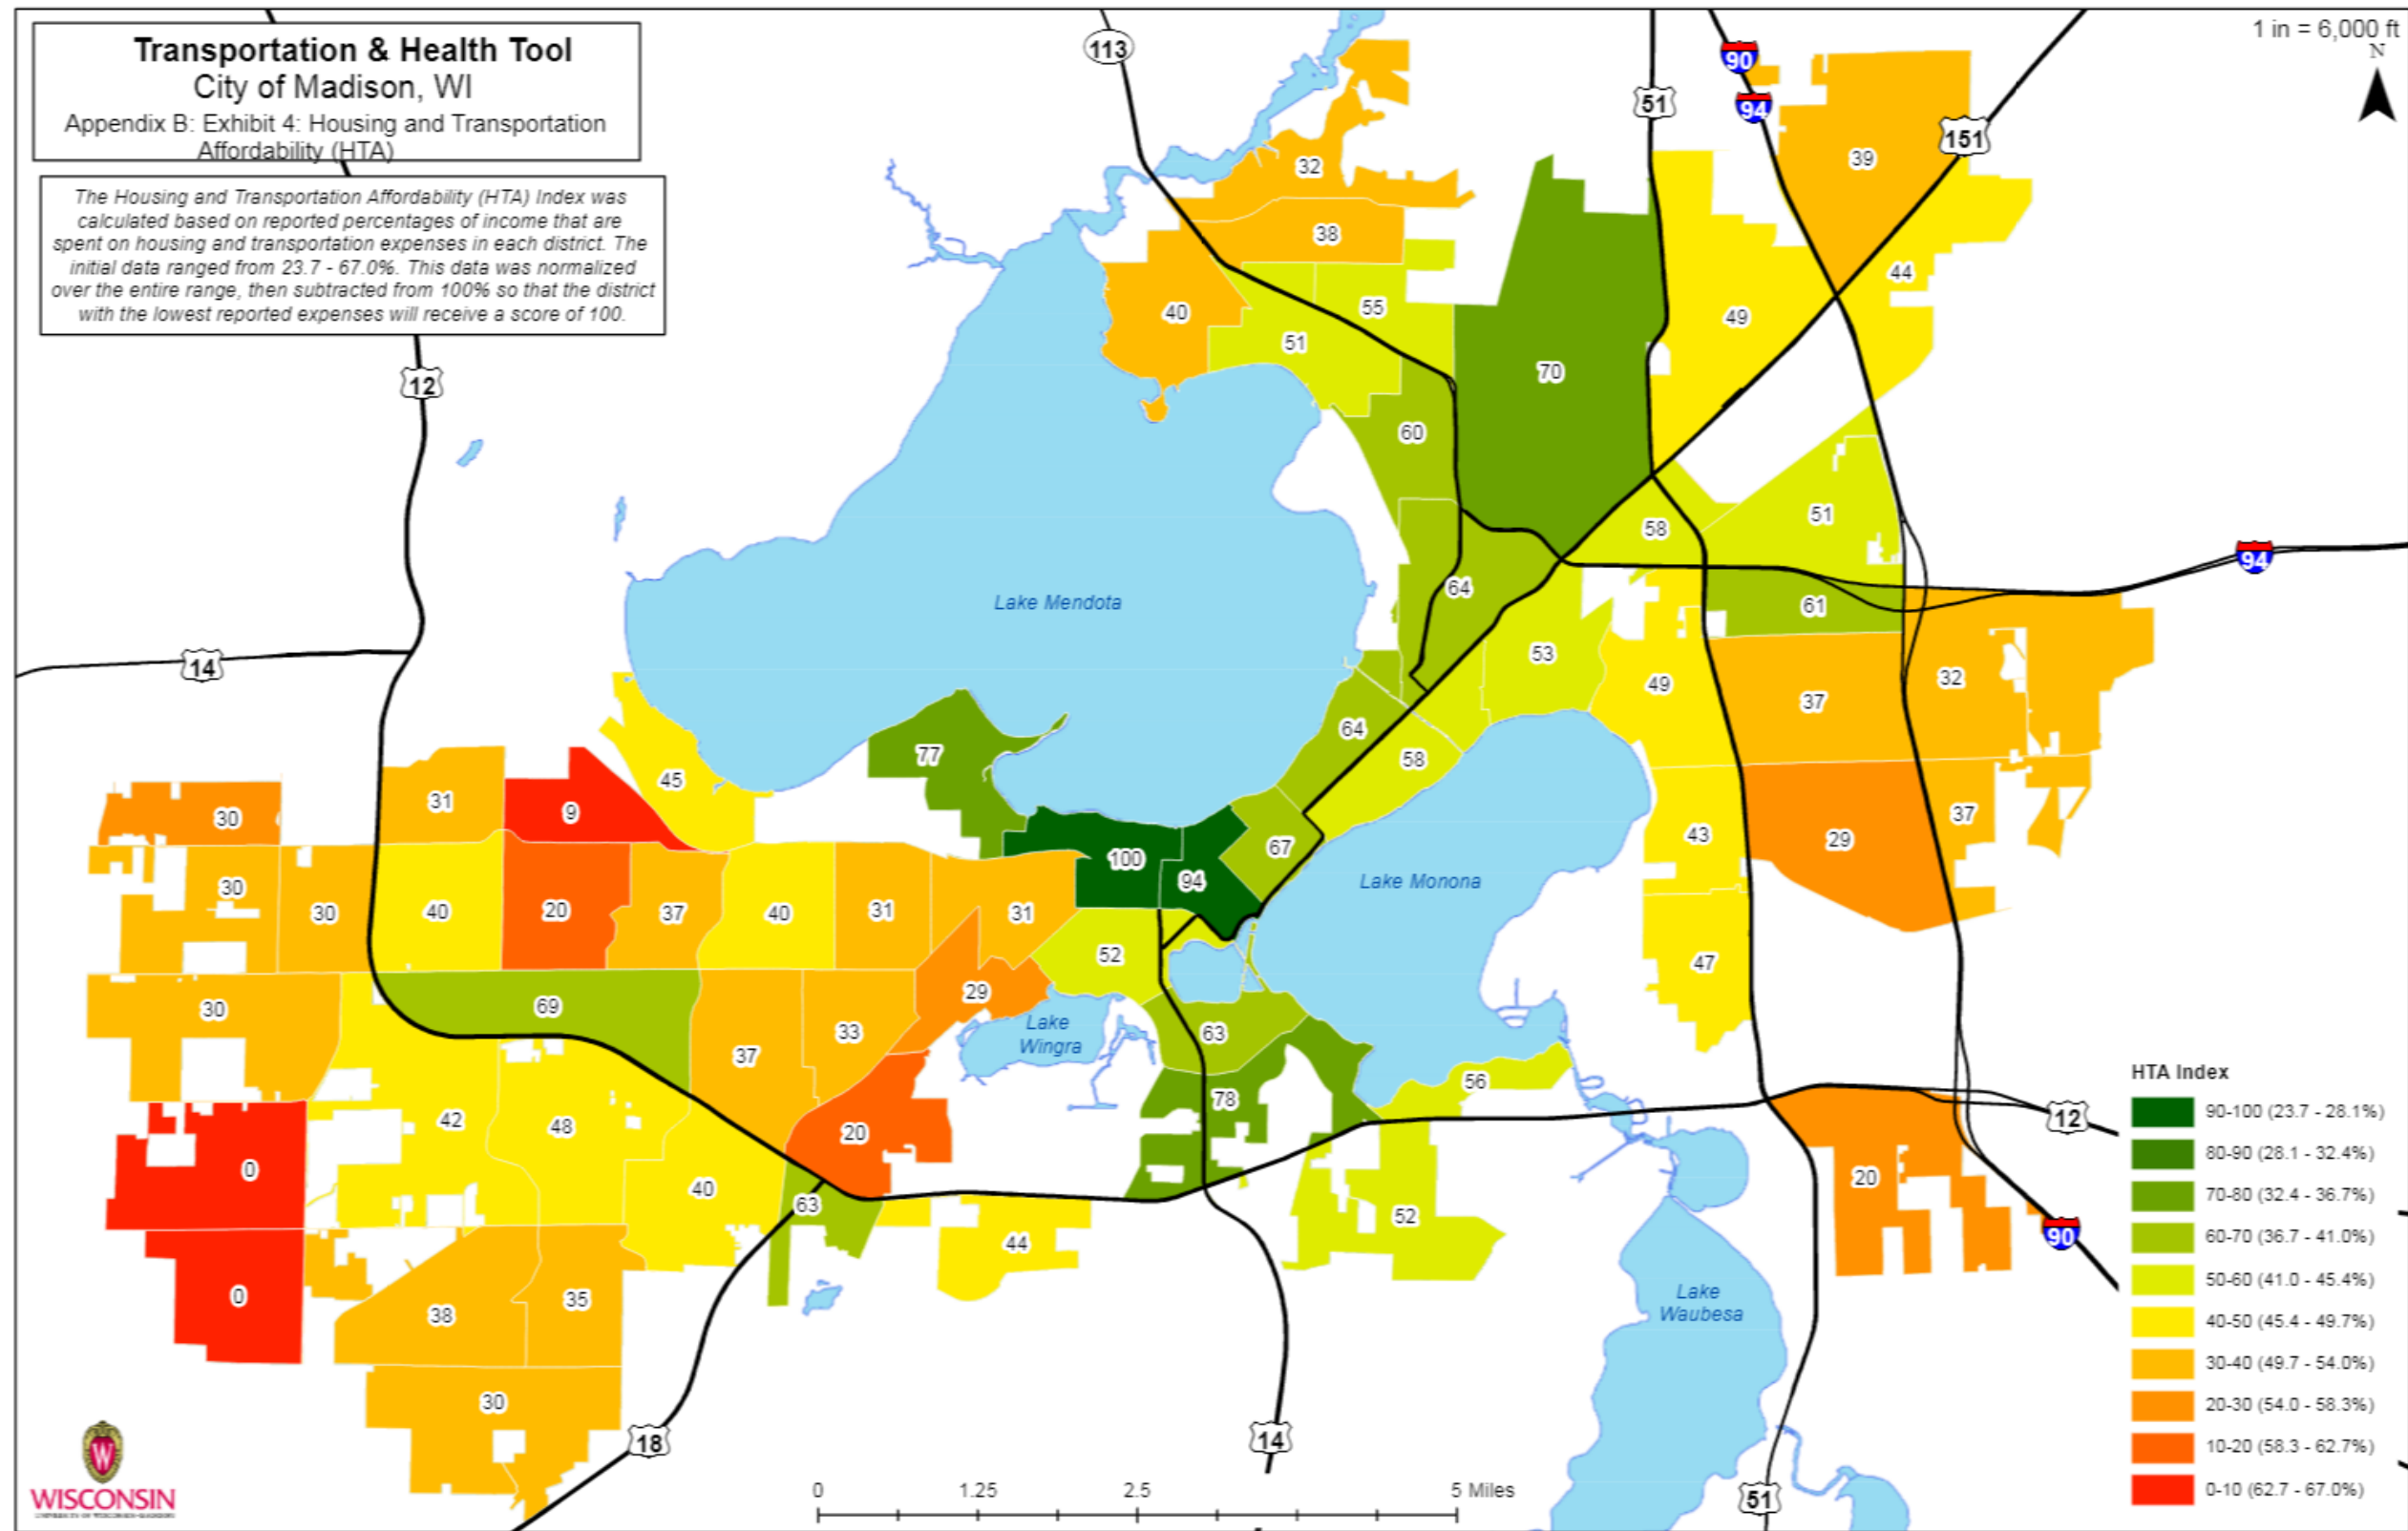 Transportation & Health Tool
City of Madison, WI
Appendix B: Exhibit 4: Housing and Transportation
Affordability (HTA)
The Housing and Transportation Affordability (HTA) Index was
calculated based on reported percentages of income that are
spent on housing and transportation expenses in each district. The
initial data ranged from 23.7 - 67.0%. This data was normalized
over the entire range, then subtracted from 100% so that the district
with the lowest reported expenses will receive a score of 100.
1 in = 6,000 ft
N
113
51
90
94
151
39
32
38
44
40
55
49
51
70
12
60
58
51
94
64
61
Lake Mendota
14
53
49
32
37
64
77
58
45
31
9
30
37
43
29
67
100
94
Lake Monona
30
30
40
20
37
40
31
31
52
47
29
30
69
Lake
Wingra
33
63
37
HTA Index
90-100 (23.7 - 28.1%)
80-90 (28.1 - 32.4%)
70-80 (32.4 - 36.7%)
60-70 (36.7 - 41.0%)
50-60 (41.0 - 45.4%)
40-50 (45.4 - 49.7%)
30-40 (49.7 - 54.0%)
20-30 (54.0 - 58.3%)
10-20 (58.3 - 62.7%)
0-10 (62.7 - 67.0%)
56
78
12
42
48
20
0
20
40
63
52
90
44
0
38
35
Lake
Waubesa
30
18
14
51
W
WISCONSIN
0
1.25
2.5
5 Miles